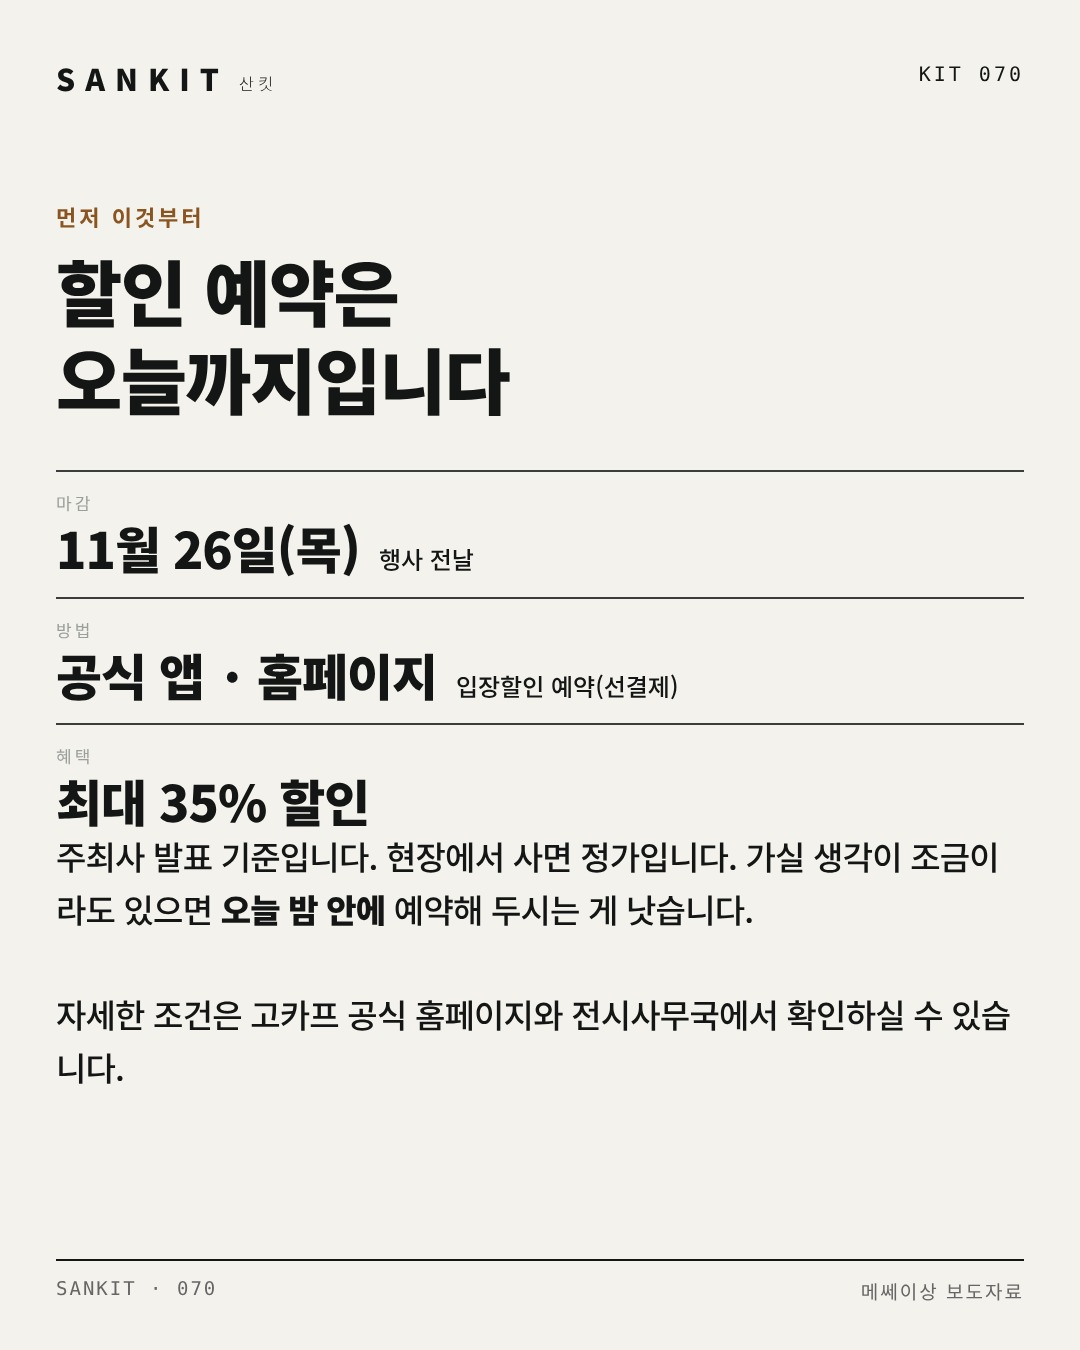 SANKIT 산킷
KIT 070
먼저 이것부터
할인 예약은
오늘까지입니다
마감
11월 26일(목) 행사 전날
방법
공식 앱 · 홈페이지 입장할인 예약(선결제)
혜택
최대 35% 할인
주최사 발표 기준입니다. 현장에서 사면 정가입니다. 가실 생각이 조금이
라도 있으면 오늘 밤 안에 예약해 두시는 게 낫습니다.
자세한 조건은 고카프 공식 홈페이지와 전시사무국에서 확인하실 수 있습
니다.
SANKIT · 070
메쎄이상 보도자료